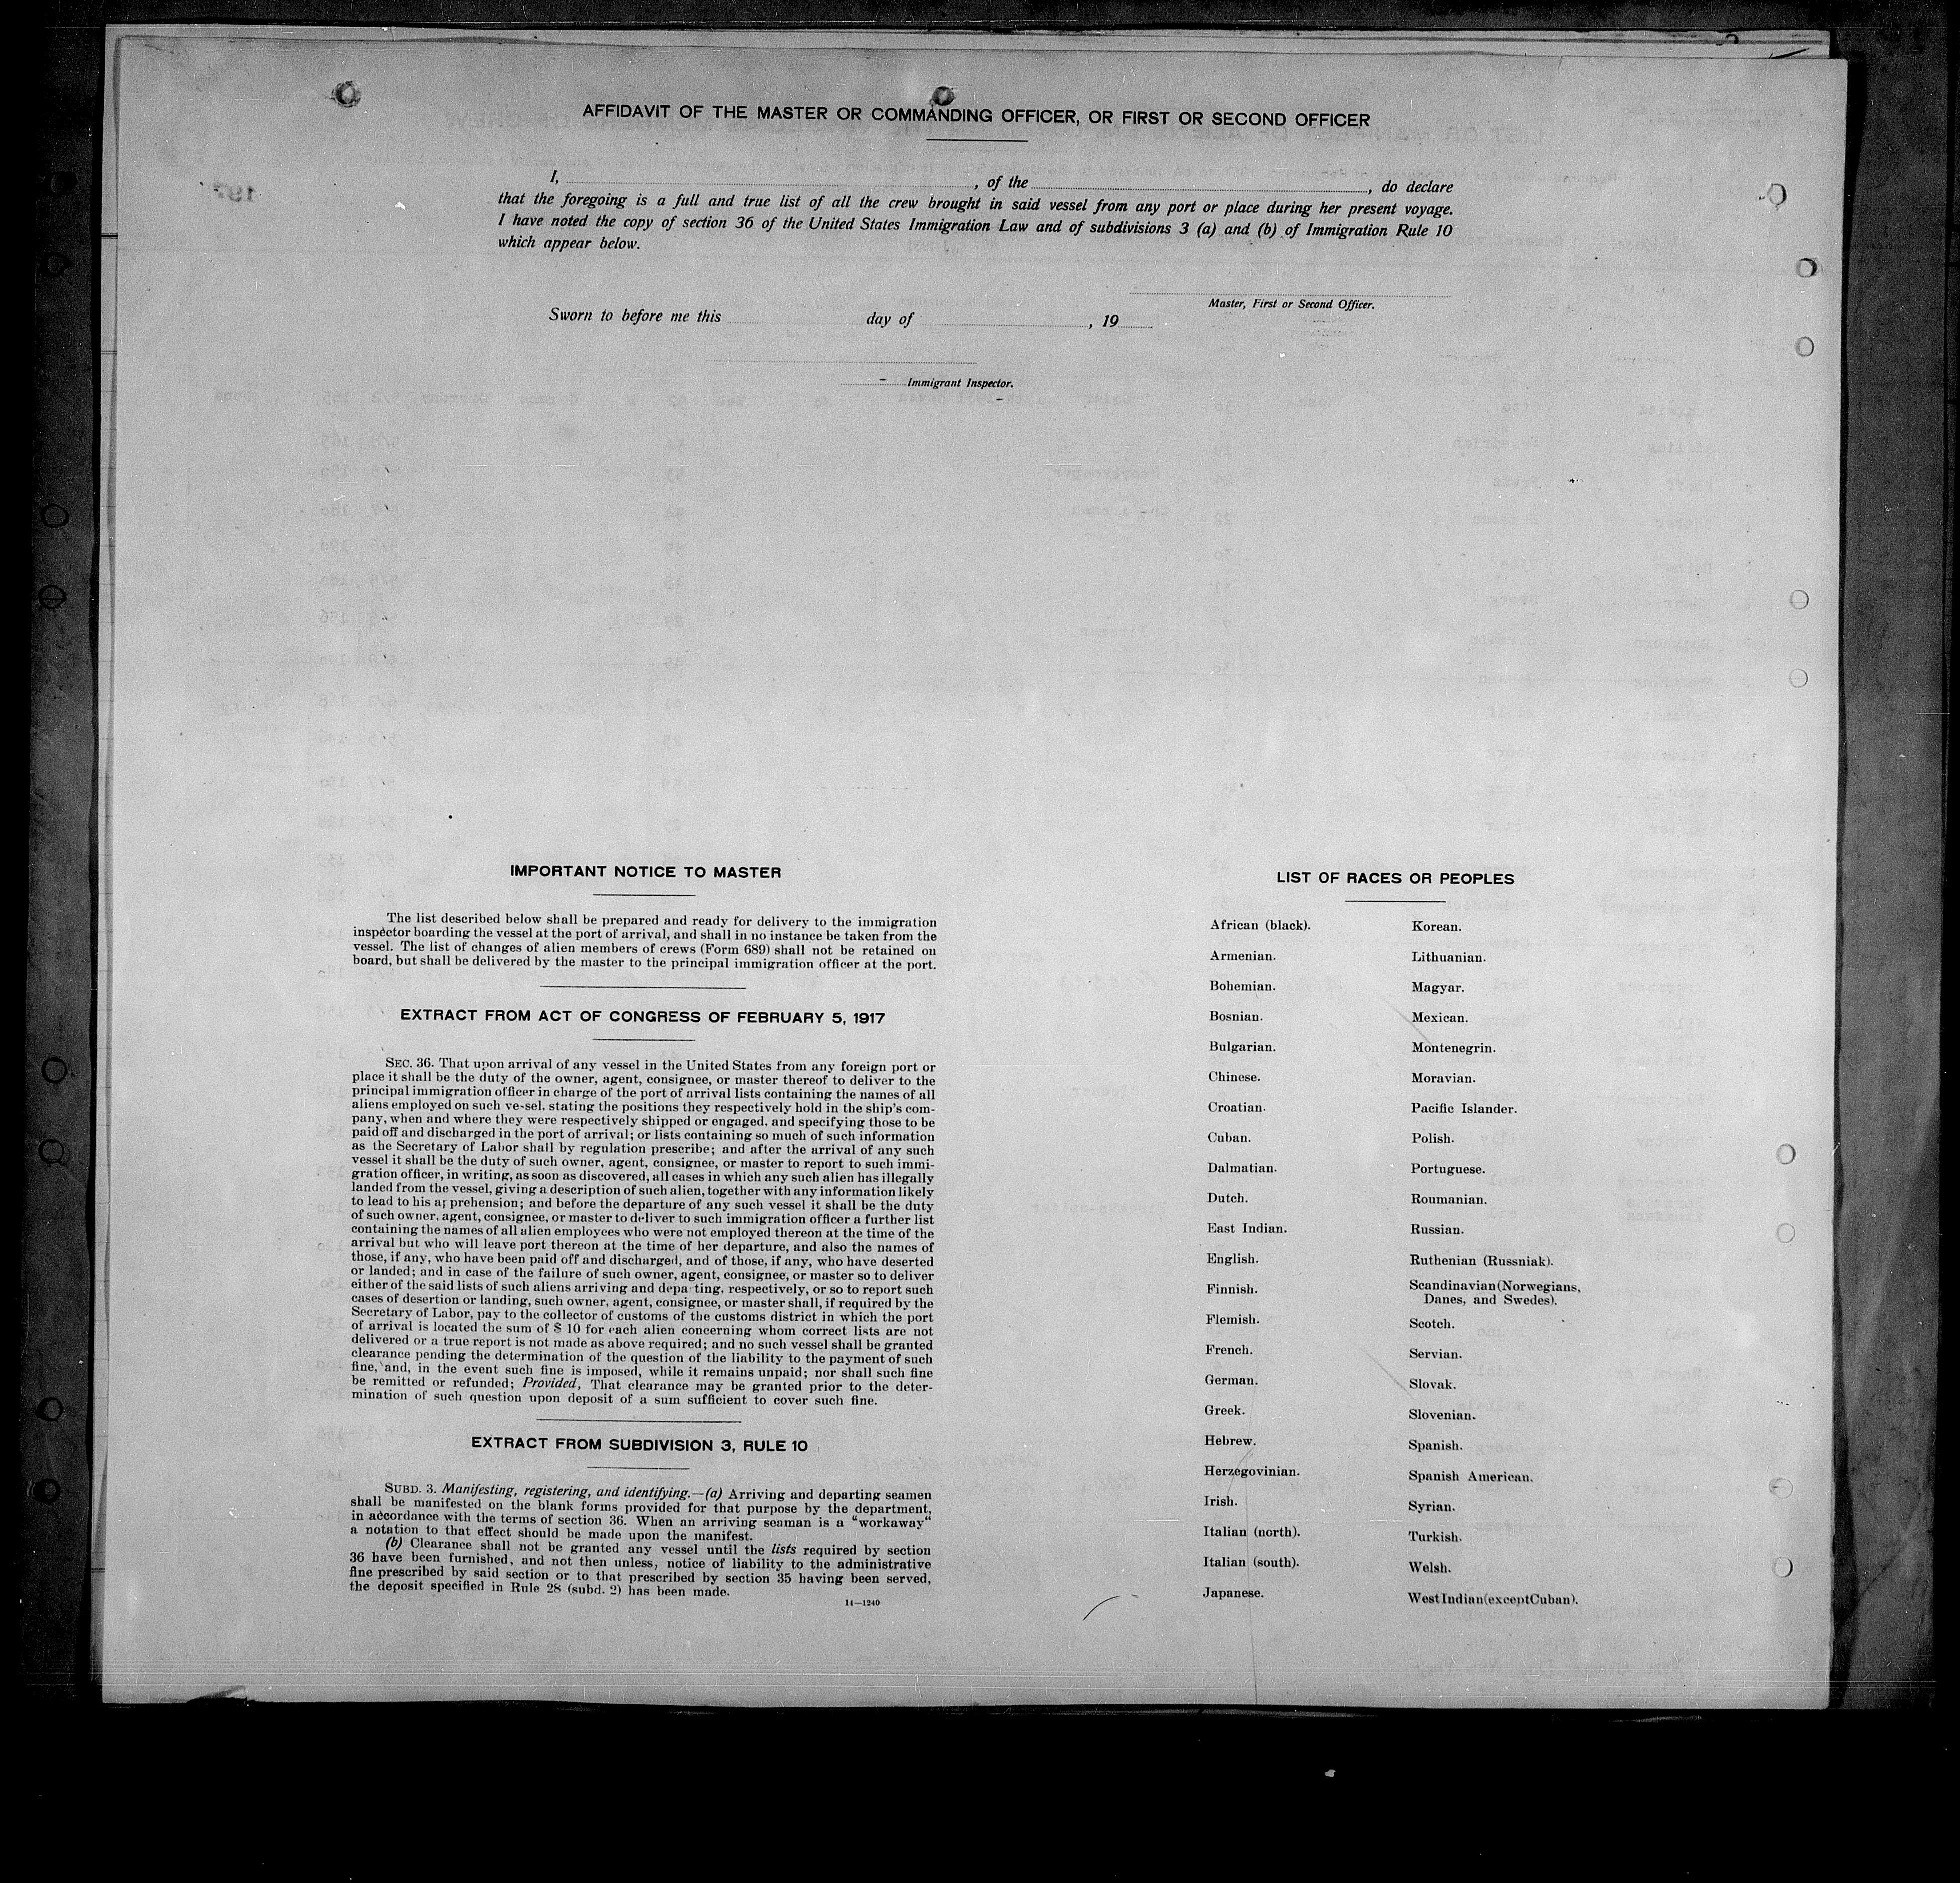 AFFIDAVIT OF THE MASTER OR COMMANDING OFFICER, OR FIRST OR SECOND OFFICER
I, , of the , do declare
that the foregoing is a full and true list of all the crew brought in said vessel from any port or place during her present voyage.
I have noted the copy of section 36 of the United States Immigration Law and of subdivisions 3 (a) and (b) of Immigration Rule 10
which appear below.
Master, First or Second Officer.
Sworn to before me this day of , 19
Immigrant Inspector.
IMPORTANT NOTICE TO MASTER
The list described below shall be prepared and ready for delivery to the immigration
inspector boarding the vessel at the port of arrival, and shall in no instance be taken from the
vessel. The list of changes of alien members of crews (Form 689) shall not be retained on
board, but shall be delivered by the master to the principal immigration officer at the port.
EXTRACT FROM ACT OF CONGRESS OF FEBRUARY 5, 1917
SEC. 36. That upon arrival of any vessel in the United States from any foreign port or
place it shall be the duty of the owner, agent, consignee, or master thereof to deliver to the
principal immigration officer in charge of the port of arrival lists containing the names of all
aliens employed on such vessel, stating the positions they respectively hold in the ship's com-
pany, when and where they were respectively shipped or engaged, and specifying those to be
paid off and discharged in the port of arrival; or lists containing so much of such information
as the Secretary of Labor shall by regulation prescribe; and after the arrival of any such
vessel it shall be the duty of such owner, agent, consignee, or master to report to such immi-
gration officer, in writing, as soon as discovered, all cases in which any such alien has illegally
landed from the vessel, giving a description of such alien, together with any information likely
to lead to his apprehension; and before the departure of any such vessel it shall be the duty
of such owner, agent, consignee, or master to deliver to such immigration officer a further list
containing the names of all alien employees who were not employed thereon at the time of the
arrival but who will leave port thereon at the time of her departure, and also the names of
those, if any, who have been paid off and discharged, and of those, if any, who have deserted
or landed; and in case of the failure of such owner, agent, consignee, or master so to deliver
either of the said lists of such aliens arriving and departing, respectively, or so to report such
cases of desertion or landing, such owner, agent, consignee, or master shall, if required by the
Secretary of Labor, pay to the collector of customs of the customs district in which the port
of arrival is located the sum of $ 10 for each alien concerning whom correct lists are not
delivered or a true report is not made as above required; and no such vessel shall be granted
clearance pending the determination of the question of the liability to the payment of such
fine, and, in the event such fine is imposed, while it remains unpaid; nor shall such fine
be remitted or refunded; Provided, That clearance may be granted prior to the deter-
mination of such question upon deposit of a sum sufficient to cover such fine.
EXTRACT FROM SUBDIVISION 3, RULE 10
SUBD. 3. Manifesting, registering, and identifying.—(a) Arriving and departing seamen
shall be manifested on the blank forms provided for that purpose by the department,
in accordance with the terms of section 36. When an arriving seaman is a "workaway"
a notation to that effect should be made upon the manifest.
(b) Clearance shall not be granted any vessel until the lists required by section
36 have been furnished, and not then unless, notice of liability to the administrative
fine prescribed by said section or to that prescribed by section 35 having been served,
the deposit specified in Rule 28 (subd. 2) has been made.
14—1240
LIST OF RACES OR PEOPLES
African (black).
Armenian.
Bohemian.
Bosnian.
Bulgarian.
Chinese.
Croatian.
Cuban.
Dalmatian.
Dutch.
East Indian.
English.
Finnish.
Flemish.
French.
German.
Greek.
Hebrew.
Herzegovinian.
Irish.
Italian (north).
Italian (south).
Japanese.
Korean.
Lithuanian.
Magyar.
Mexican.
Montenegrin.
Moravian.
Pacific Islander.
Polish.
Portuguese.
Roumanian.
Russian.
Ruthenian (Russniak).
Scandinavian (Norwegians,
Danes, and Swedes).
Scotch.
Servian.
Slovak.
Slovenian.
Spanish.
Spanish American.
Syrian.
Turkish.
Welsh.
West Indian (except Cuban).